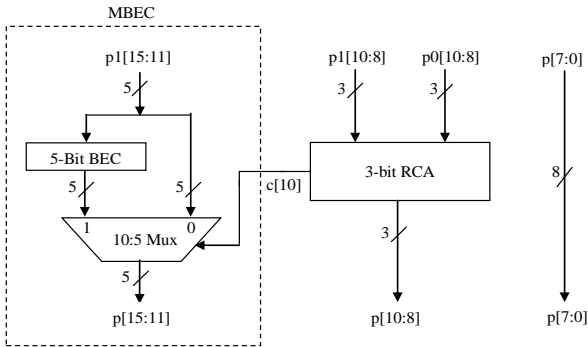 MBEC
p1[15:11]
p1[10:8]
p0[10:8]
p[7:0]
5
3
3
5-Bit BEC
3-bit RCA
5
5
c[10]
8
1
0
10:5 Mux
3
5
p[15:11]
p[10:8]
p[7:0]